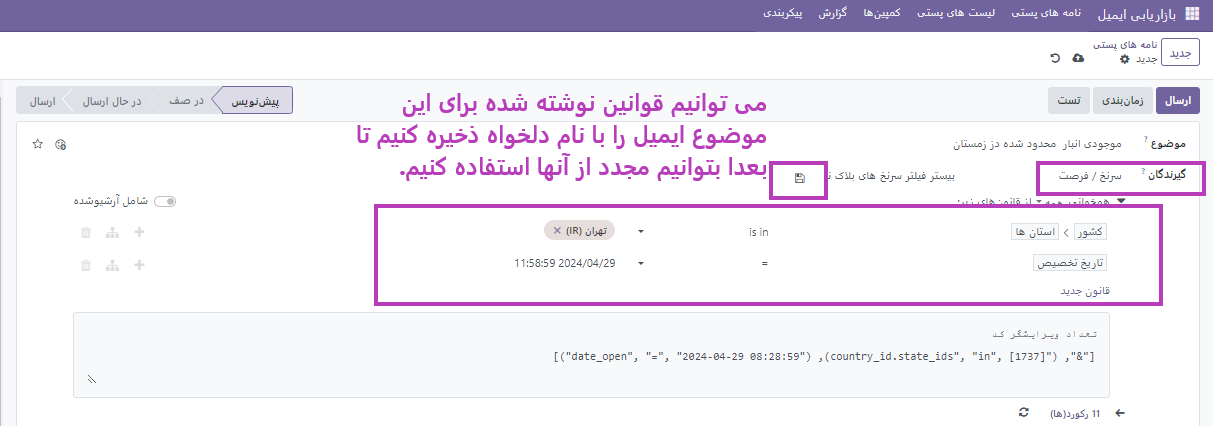 بازاریابی ایمیل نامه های پستی لیست های پستی کمپین‌ها گزارش پیکربندی
جدید
نامه های پستی
جدید
ارسال زمان‌بندی تست
پیش‌نویس در صف در حال ارسال ارسال
می توانیم قوانین نوشته شده برای این
موضوع ایمیل را با نام دلخواه ذخیره کنیم تا
بعدا بتوانیم مجدد از آنها استفاده کنیم.
موضوع ? موجودی انبار محدود شده دز زمستان
گیرندگان ? سرنخ / فرصت بیستر فیلتر سرنخ های بلاک
همخوانی همه از قانون‌های زیر:
شامل آرشیوشده
کشور > استان ها is in تهران (IR) ×
تاریخ تخصیص = 2024/04/29 11:58:59
قانون جدید
تعداد ویرایشگر کد
[("date_open", "=", "2024-04-29 08:28:59") ,(country_id.state_ids", "in", [1737]") ,"&"]
11 رکورد(ها)